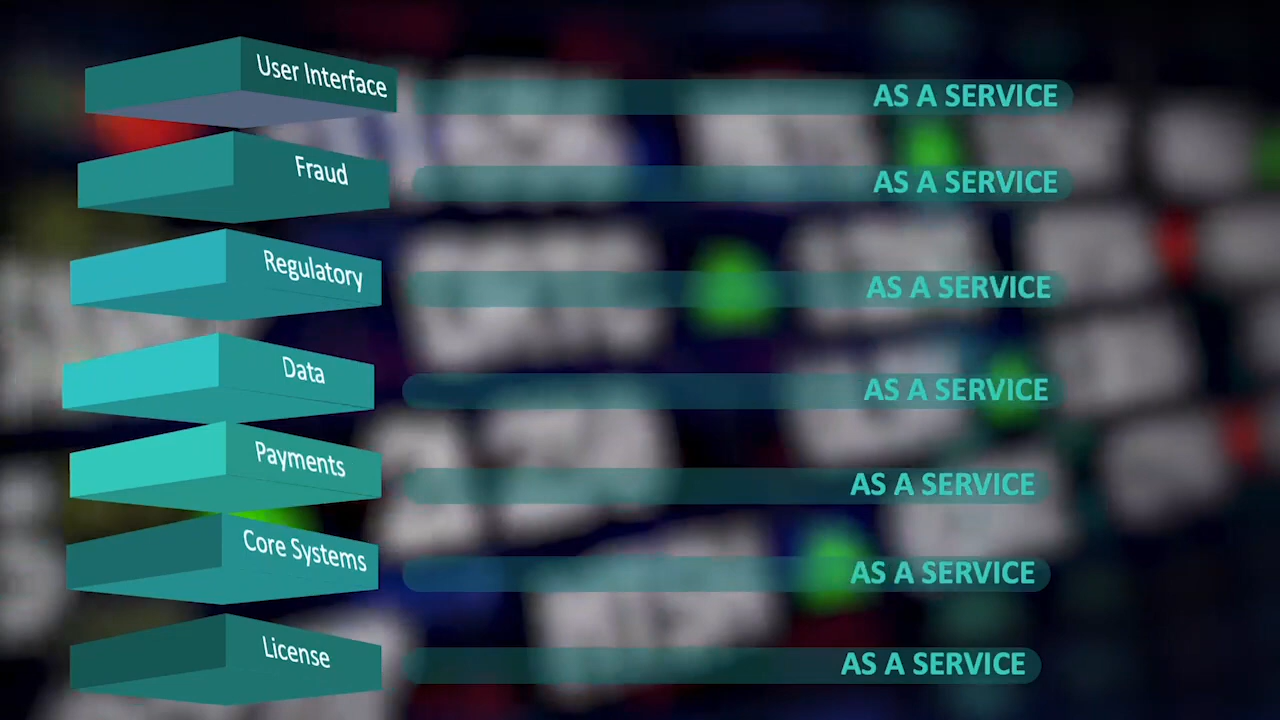 User Interface AS A SERVICE
Fraud AS A SERVICE
Regulatory AS A SERVICE
Data AS A SERVICE
Payments AS A SERVICE
Core Systems AS A SERVICE
License AS A SERVICE